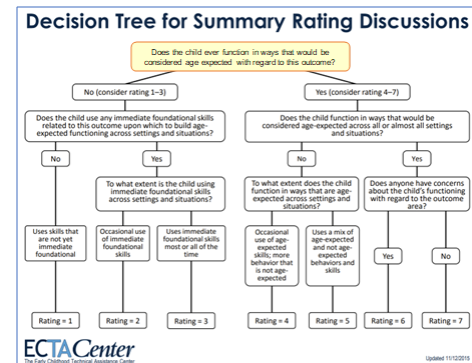 Decision Tree for Summary Rating Discussions
Does the child ever function in ways that would be
considered age expected with regard to this outcome?
No (consider rating 1–3)
Yes (consider rating 4–7)
Does the child use any immediate foundational skills
related to this outcome upon which to build age-
expected functioning across settings and situations?
Does the child function in ways that would be
considered age-expected across all or almost all settings
and situations?
No
Yes
No
Yes
To what extent is the child using
immediate foundational skills
across settings and situations?
To what extent does the child
function in ways that are age-
expected across settings and
situations?
Does anyone have concerns
about the child's functioning
with regard to the outcome
area?
Uses skills that
are not yet
immediate
foundational
Occasional use
of immediate
foundational
skills
Uses immediate
foundational skills
most or all of the
time
Occasional
use of age-
expected
skills; more
behavior that
is not age-
expected
Uses a mix of
age-expected
and not age-
expected
behaviors and
skills
Yes
No
Rating = 1
Rating = 2
Rating = 3
Rating = 4
Rating = 5
Rating = 6
Rating = 7
ECTACenter
The Early Childhood Technical Assistance Center
Updated 11/12/2015